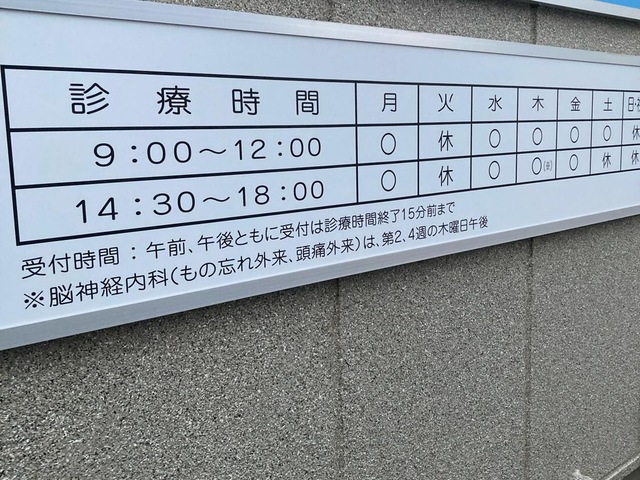 診療時間 月 火 水 木 金 土 日・祝
9:00～12:00 ○ 休 ○ ○ ○ ○ 休
14:30～18:00 ○ 休 ○ ○(※) ○ 休 休
受付時間：午前、午後ともに受付は診療時間終了15分前まで
※脳神経内科(もの忘れ外来、頭痛外来)は、第2、4週の木曜日午後